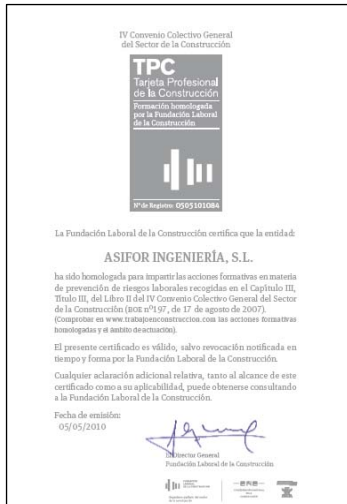 IV Convenio Colectivo General
del Sector de la Construcción
TPC
Tarjeta Profesional
de la Construcción
Formación homologada
por la Fundación Laboral
de la Construcción
Nº de Registro: 0505101084
La Fundación Laboral de la Construcción certifica que la entidad:
ASIFOR INGENIERÍA, S.L.
ha sido homologada para impartir las acciones formativas en materia
de prevención de riesgos laborales recogidas en el Capítulo III,
Título III, del Libro II del IV Convenio Colectivo General del Sector
de la Construcción (BOE nº197, de 17 de agosto de 2007).
(Comprobar en www.trabajoenconstruccion.com las acciones formativas
homologadas y el ámbito de actuación).
El presente certificado es válido, salvo revocación notificada en
tiempo y forma por la Fundación Laboral de la Construcción.
Cualquier aclaración adicional relativa, tanto al alcance de este
certificado como a su aplicabilidad, puede obtenerse consultando
a la Fundación Laboral de la Construcción.
Fecha de emisión:
05/05/2010
Director General
Fundación Laboral de la Construcción